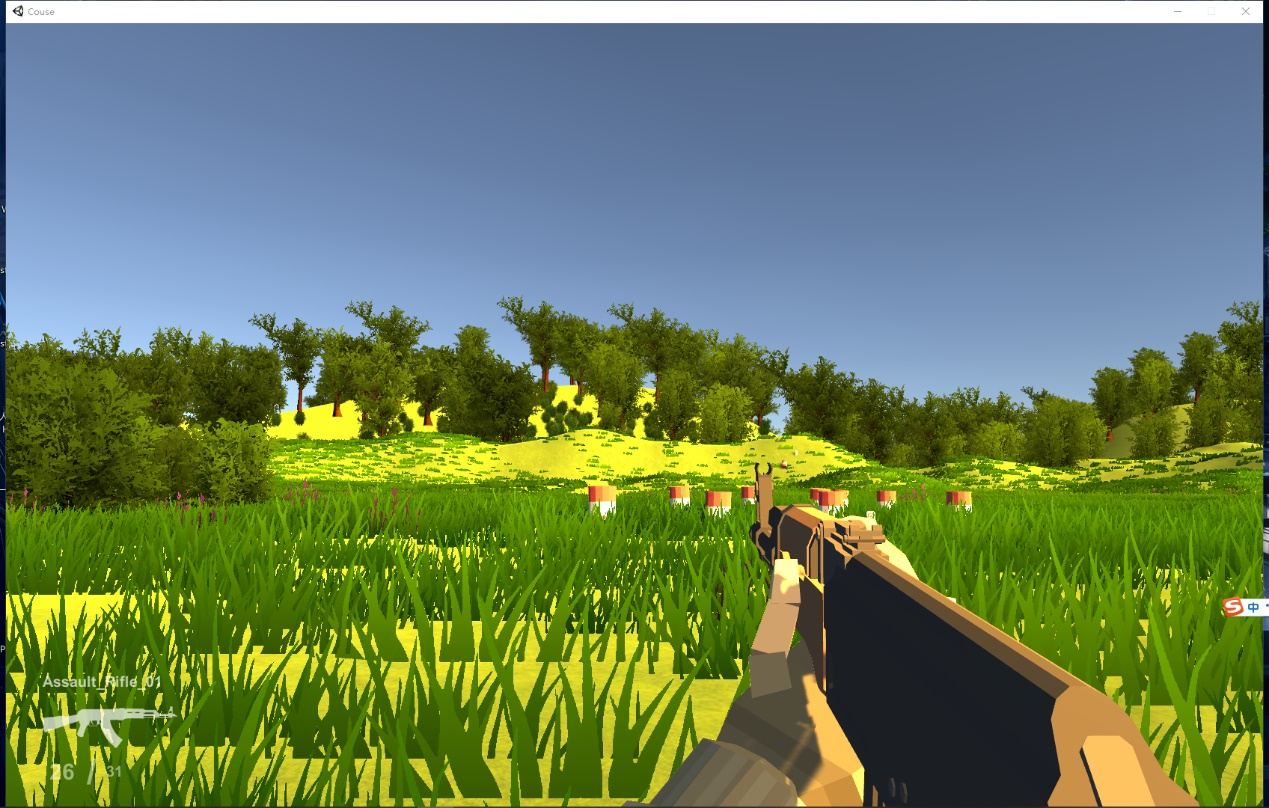 Couse
中
Assault_Rifle_01
26 / 31